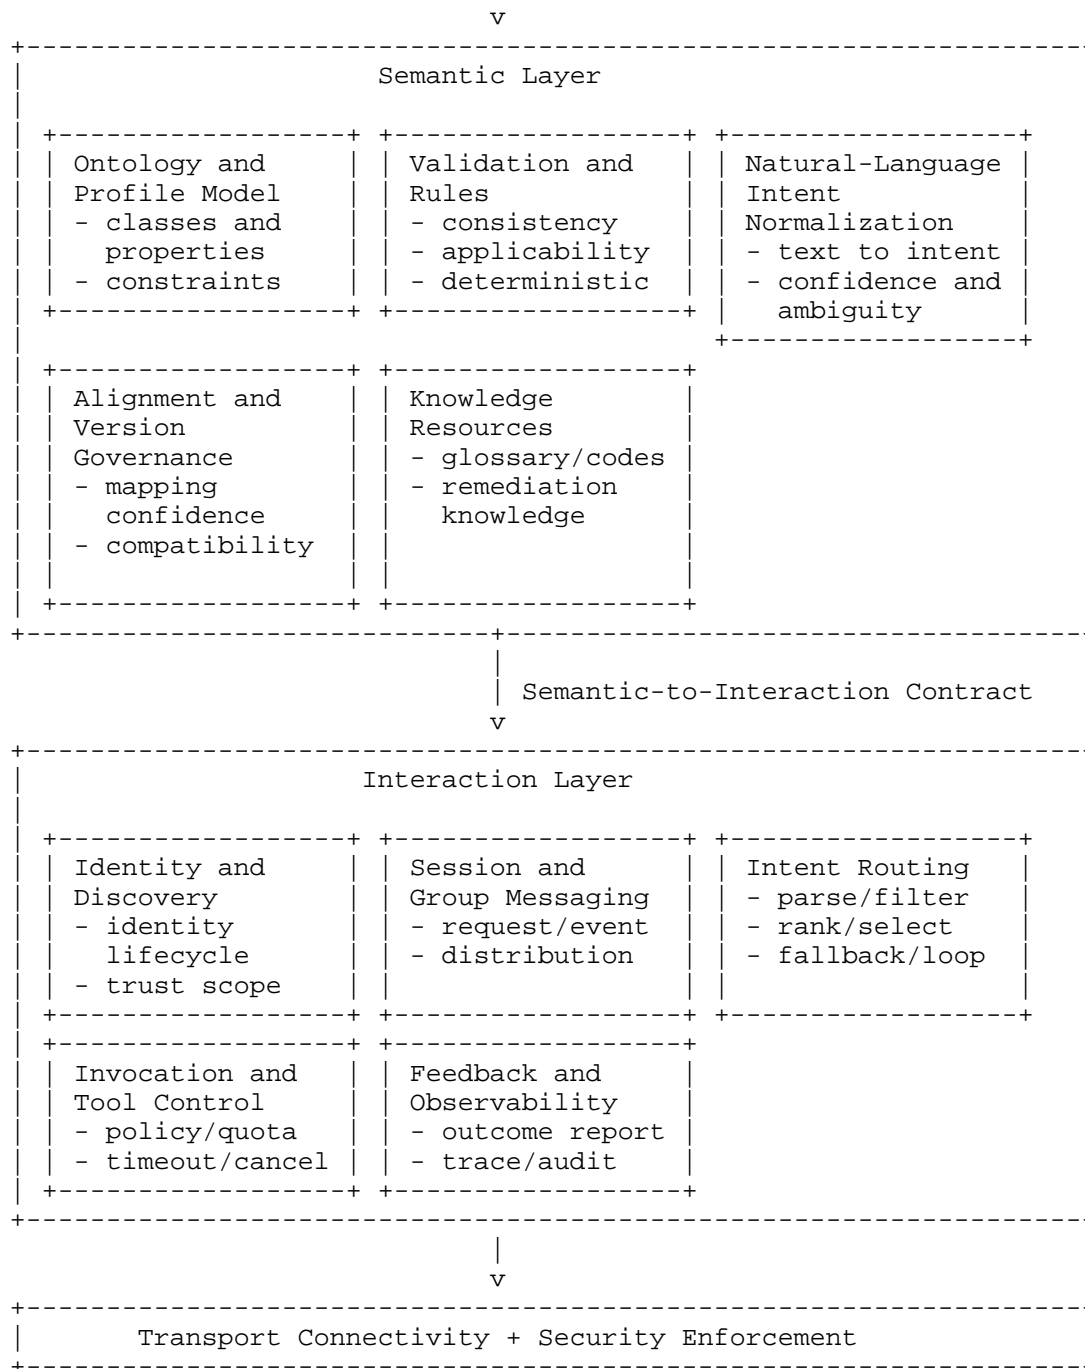 v
+------------------------------------------------------------------
| Semantic Layer
|
| +------------------+ +------------------+ +------------------+
| | Ontology and | | Validation and | | Natural-Language |
| | Profile Model | | Rules | | Intent |
| | - classes and | | - consistency | | Normalization |
| | properties | | - applicability | | - text to intent |
| | - constraints | | - deterministic | | - confidence and |
| +------------------+ +------------------+ | ambiguity |
| +------------------+
| +------------------+ +------------------+
| | Alignment and | | Knowledge |
| | Version | | Resources |
| | Governance | | - glossary/codes |
| | - mapping | | - remediation |
| | confidence | | knowledge |
| | - compatibility | | |
| | | | |
| +------------------+ +------------------+
+-----------------------------+------------------------------------
|
| Semantic-to-Interaction Contract
v
+------------------------------------------------------------------
| Interaction Layer
|
| +------------------+ +------------------+ +------------------+
| | Identity and | | Session and | | Intent Routing |
| | Discovery | | Group Messaging | | - parse/filter |
| | - identity | | - request/event | | - rank/select |
| | lifecycle | | - distribution | | - fallback/loop |
| | - trust scope | | | | |
| +------------------+ +------------------+ +------------------+
| +------------------+ +------------------+
| | Invocation and | | Feedback and |
| | Tool Control | | Observability |
| | - policy/quota | | - outcome report |
| | - timeout/cancel | | - trace/audit |
| +------------------+ +------------------+
+------------------------------------------------------------------
|
v
+------------------------------------------------------------------
| Transport Connectivity + Security Enforcement
+------------------------------------------------------------------